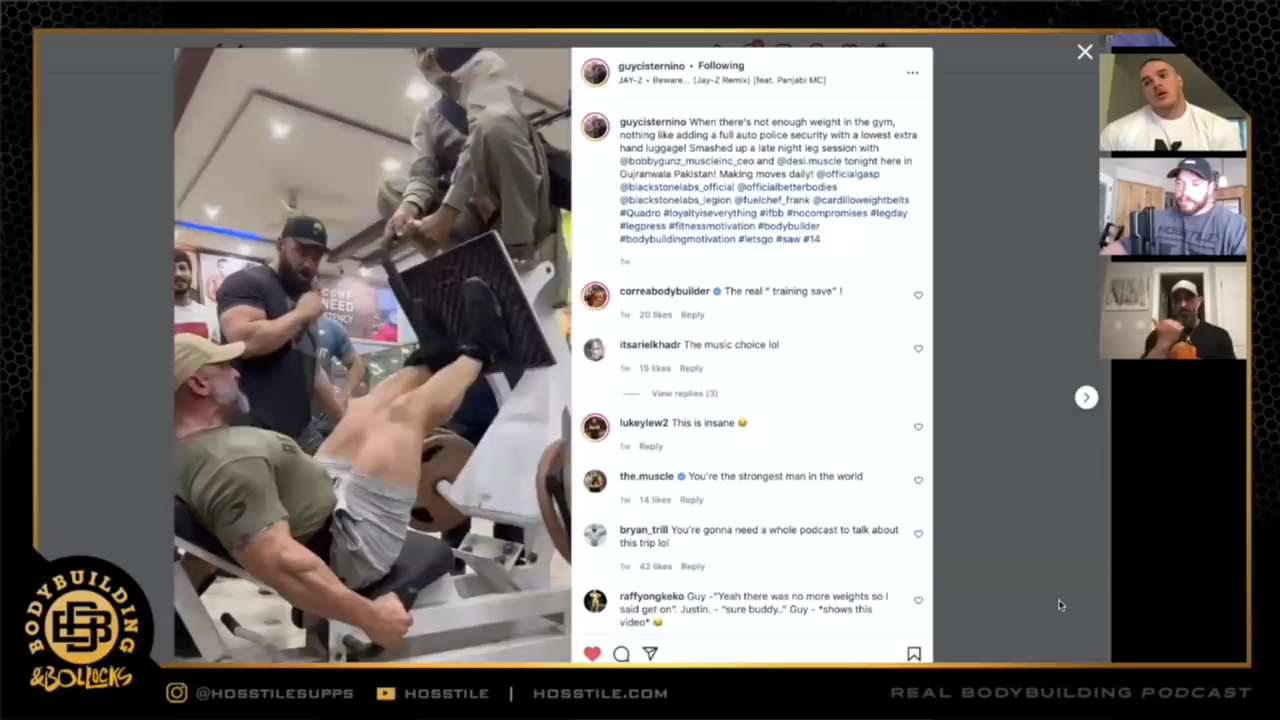 guycisternino • Following
JAY-Z • Beware... (Jay-Z Remix) [feat. Panjabi MC]
guycisternino When there's not enough weight in the gym,
nothing like adding a full auto police security with a lowest extra
hand luggage! Smashed up a late night leg session with
@bobbygunz_muscleinc_ceo and @desi.muscle tonight here in
Gujranwala Pakistan! Making moves daily! @officialgasp
@blackstonelabs_official @officialbetterbodies
@blackstonelabs_legion @fuelchef_frank @cardilloweightbelts
#Quadro #loyaltyiseverything #ifbb #nocompromises #legday
#legpress #fitnessmotivation #bodybuilder
#bodybuildingmotivation #letsgo #saw #14
1w
correabodybuilder The real " training save" !
1w 20 likes Reply
itsarielkhadr The music choice lol
1w 15 likes Reply
View replies (3)
lukeylew2 This is insane 😂
1w Reply
the.muscle You're the strongest man in the world
1w 14 likes Reply
bryan_trill You're gonna need a whole podcast to talk about
this trip lol
1w 42 likes Reply
raffyongkeko Guy -"Yeah there was no more weights so I
said get on". Justin. - "sure buddy.." Guy - *shows this
video* 😂
NEED
HOSSTILE
BODYBUILDING
&BOLLOCKS
@HOSSTILESUPPS HOSSTILE | HOSSTILE.COM
REAL BODYBUILDING PODCAST